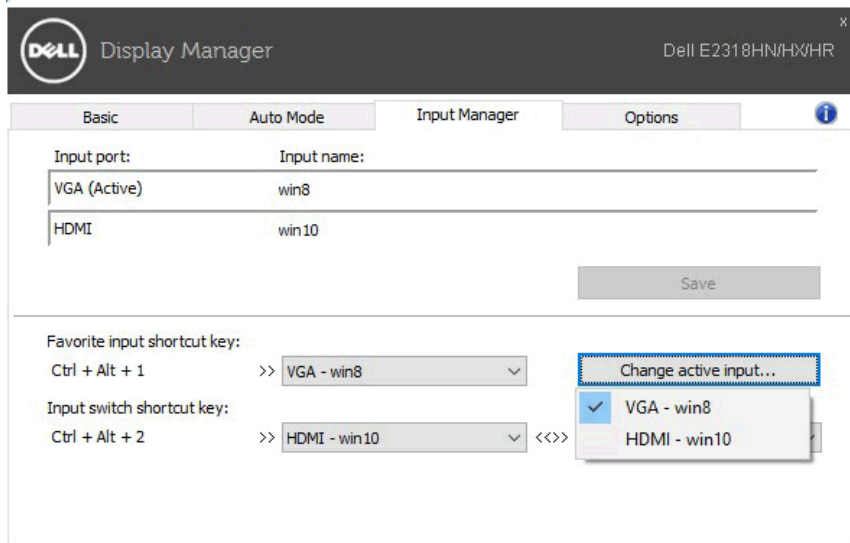 DELL Display Manager
x
Dell E2318HN/HX/HR
Basic Auto Mode Input Manager Options i
Input port: Input name:
VGA (Active) win8
HDMI win10
Save
Favorite input shortcut key:
Ctrl + Alt + 1 >> VGA - win8 Change active input...
Input switch shortcut key: VGA - win8
Ctrl + Alt + 2 >> HDMI - win10 <<>> HDMI - win10